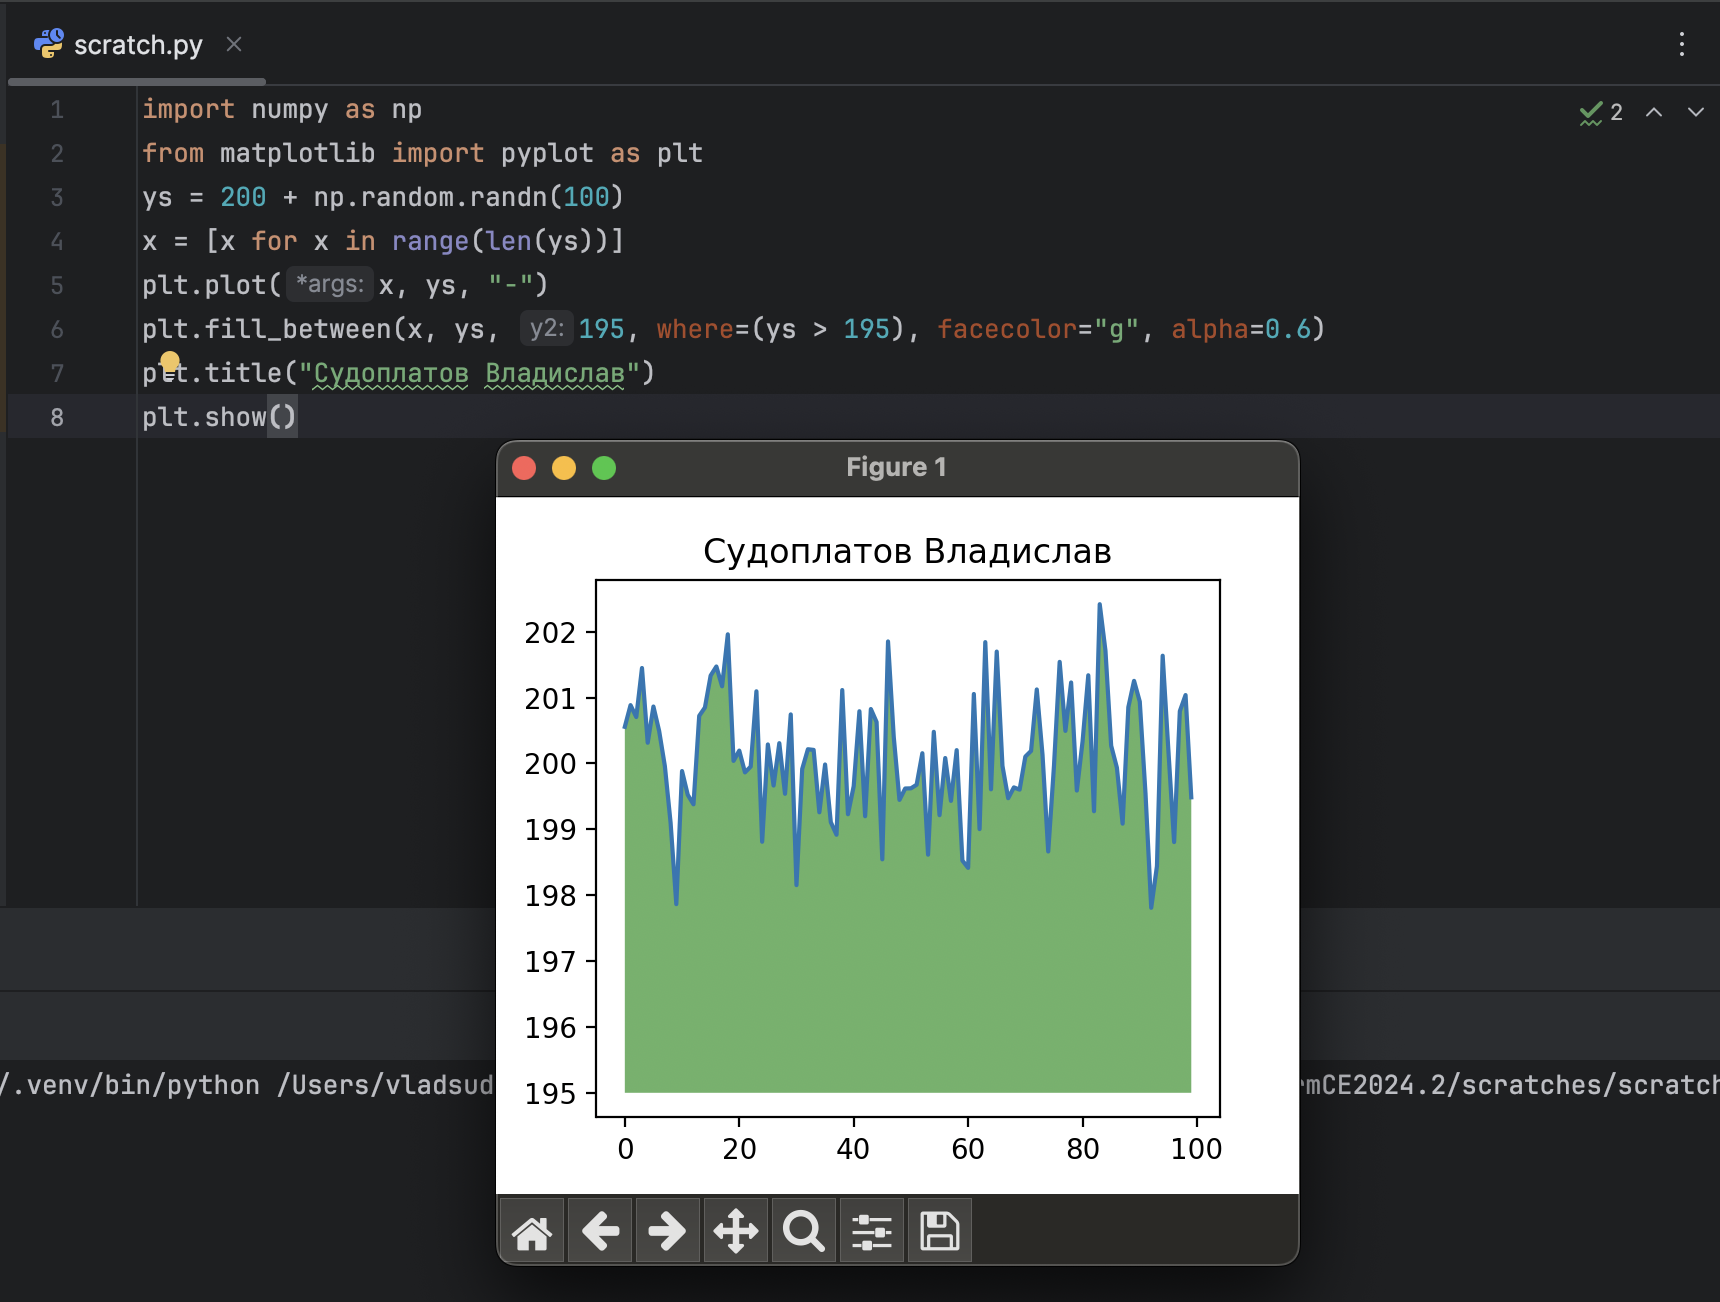 scratch.py
2
1 import numpy as np
2 from matplotlib import pyplot as plt
3 ys = 200 + np.random.randn(100)
4 x = [x for x in range(len(ys))]
5 plt.plot( *args: x, ys, "-")
6 plt.fill_between(x, ys, y2: 195, where=(ys > 195), facecolor="g", alpha=0.6)
7 plt.title("Судоплатов Владислав")
8 plt.show()
Figure 1
Судоплатов Владислав
202
201
200
199
198
197
196
195
0 20 40 60 80 100
/.venv/bin/python /Users/vladsud mCE2024.2/scratches/scratch